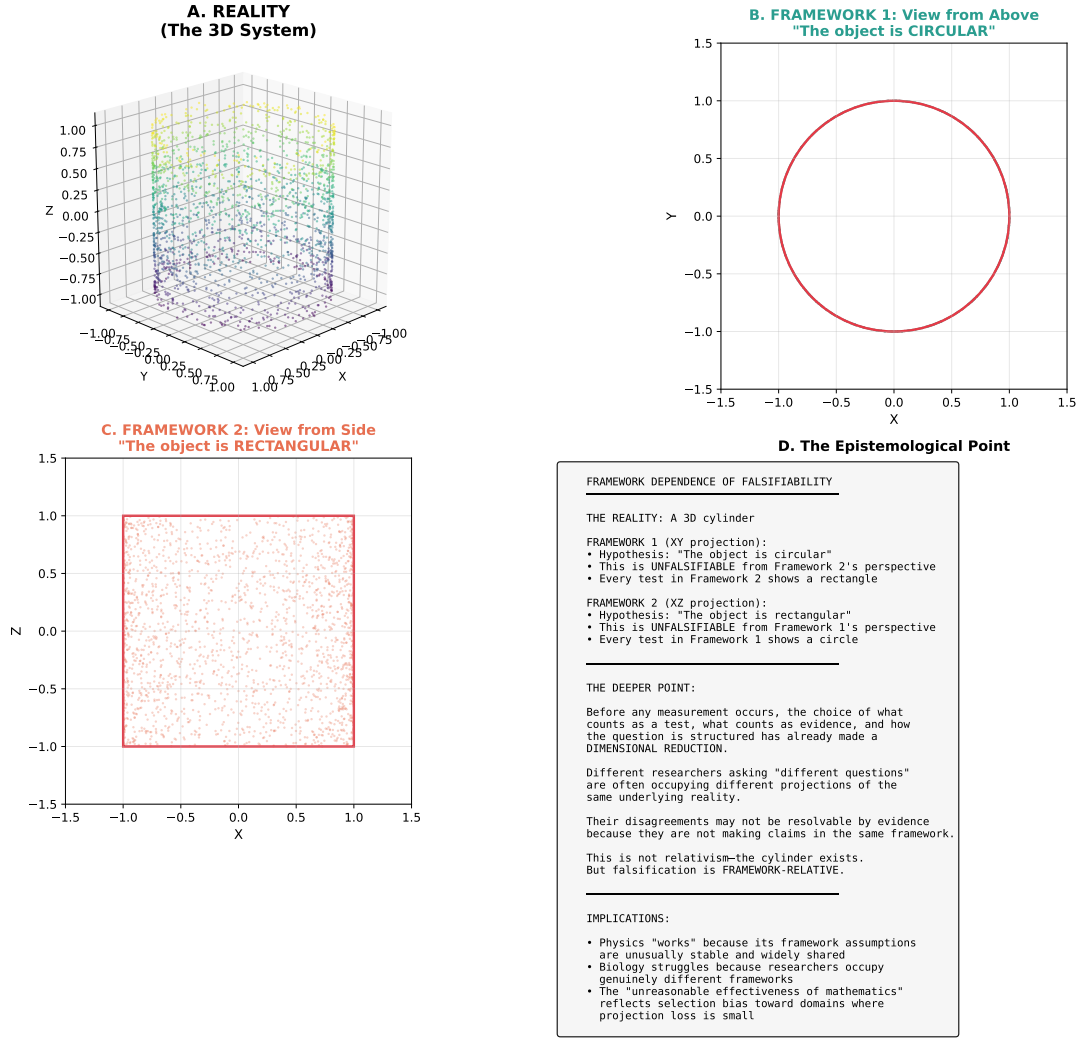 A. REALITY
(The 3D System)
1.00
0.75
0.50
0.25
0.00
−0.25
−0.50
−0.75
−1.00
Z
−1.00
−0.75
−0.50
−0.25
0.00
0.25
0.50
0.75
1.00
Y
−1.00
−0.75
−0.50
−0.25
0.00
0.25
0.50
0.75
1.00
X
B. FRAMEWORK 1: View from Above
"The object is CIRCULAR"
1.5
1.0
0.5
0.0
−0.5
−1.0
−1.5
Y
−1.5 −1.0 −0.5 0.0 0.5 1.0 1.5
X
C. FRAMEWORK 2: View from Side
"The object is RECTANGULAR"
1.5
1.0
0.5
0.0
−0.5
−1.0
−1.5
Z
−1.5 −1.0 −0.5 0.0 0.5 1.0 1.5
X
D. The Epistemological Point
FRAMEWORK DEPENDENCE OF FALSIFIABILITY
THE REALITY: A 3D cylinder
FRAMEWORK 1 (XY projection):
• Hypothesis: "The object is circular"
• This is UNFALSIFIABLE from Framework 2's perspective
• Every test in Framework 2 shows a rectangle
FRAMEWORK 2 (XZ projection):
• Hypothesis: "The object is rectangular"
• This is UNFALSIFIABLE from Framework 1's perspective
• Every test in Framework 1 shows a circle
THE DEEPER POINT:
Before any measurement occurs, the choice of what
counts as a test, what counts as evidence, and how
the question is structured has already made a
DIMENSIONAL REDUCTION.
Different researchers asking "different questions"
are often occupying different projections of the
same underlying reality.
Their disagreements may not be resolvable by evidence
because they are not making claims in the same framework.
This is not relativism—the cylinder exists.
But falsification is FRAMEWORK-RELATIVE.
IMPLICATIONS:
• Physics "works" because its framework assumptions
are unusually stable and widely shared
• Biology struggles because researchers occupy
genuinely different frameworks
• The "unreasonable effectiveness of mathematics"
reflects selection bias toward domains where
projection loss is small